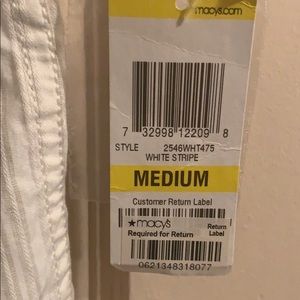 macys.com
7 32998 12209 8
STYLE 2546WHT475
WHITE STRIPE
MEDIUM
Customer Return Label
★macy's Return
Required for Return Label
0621348318077